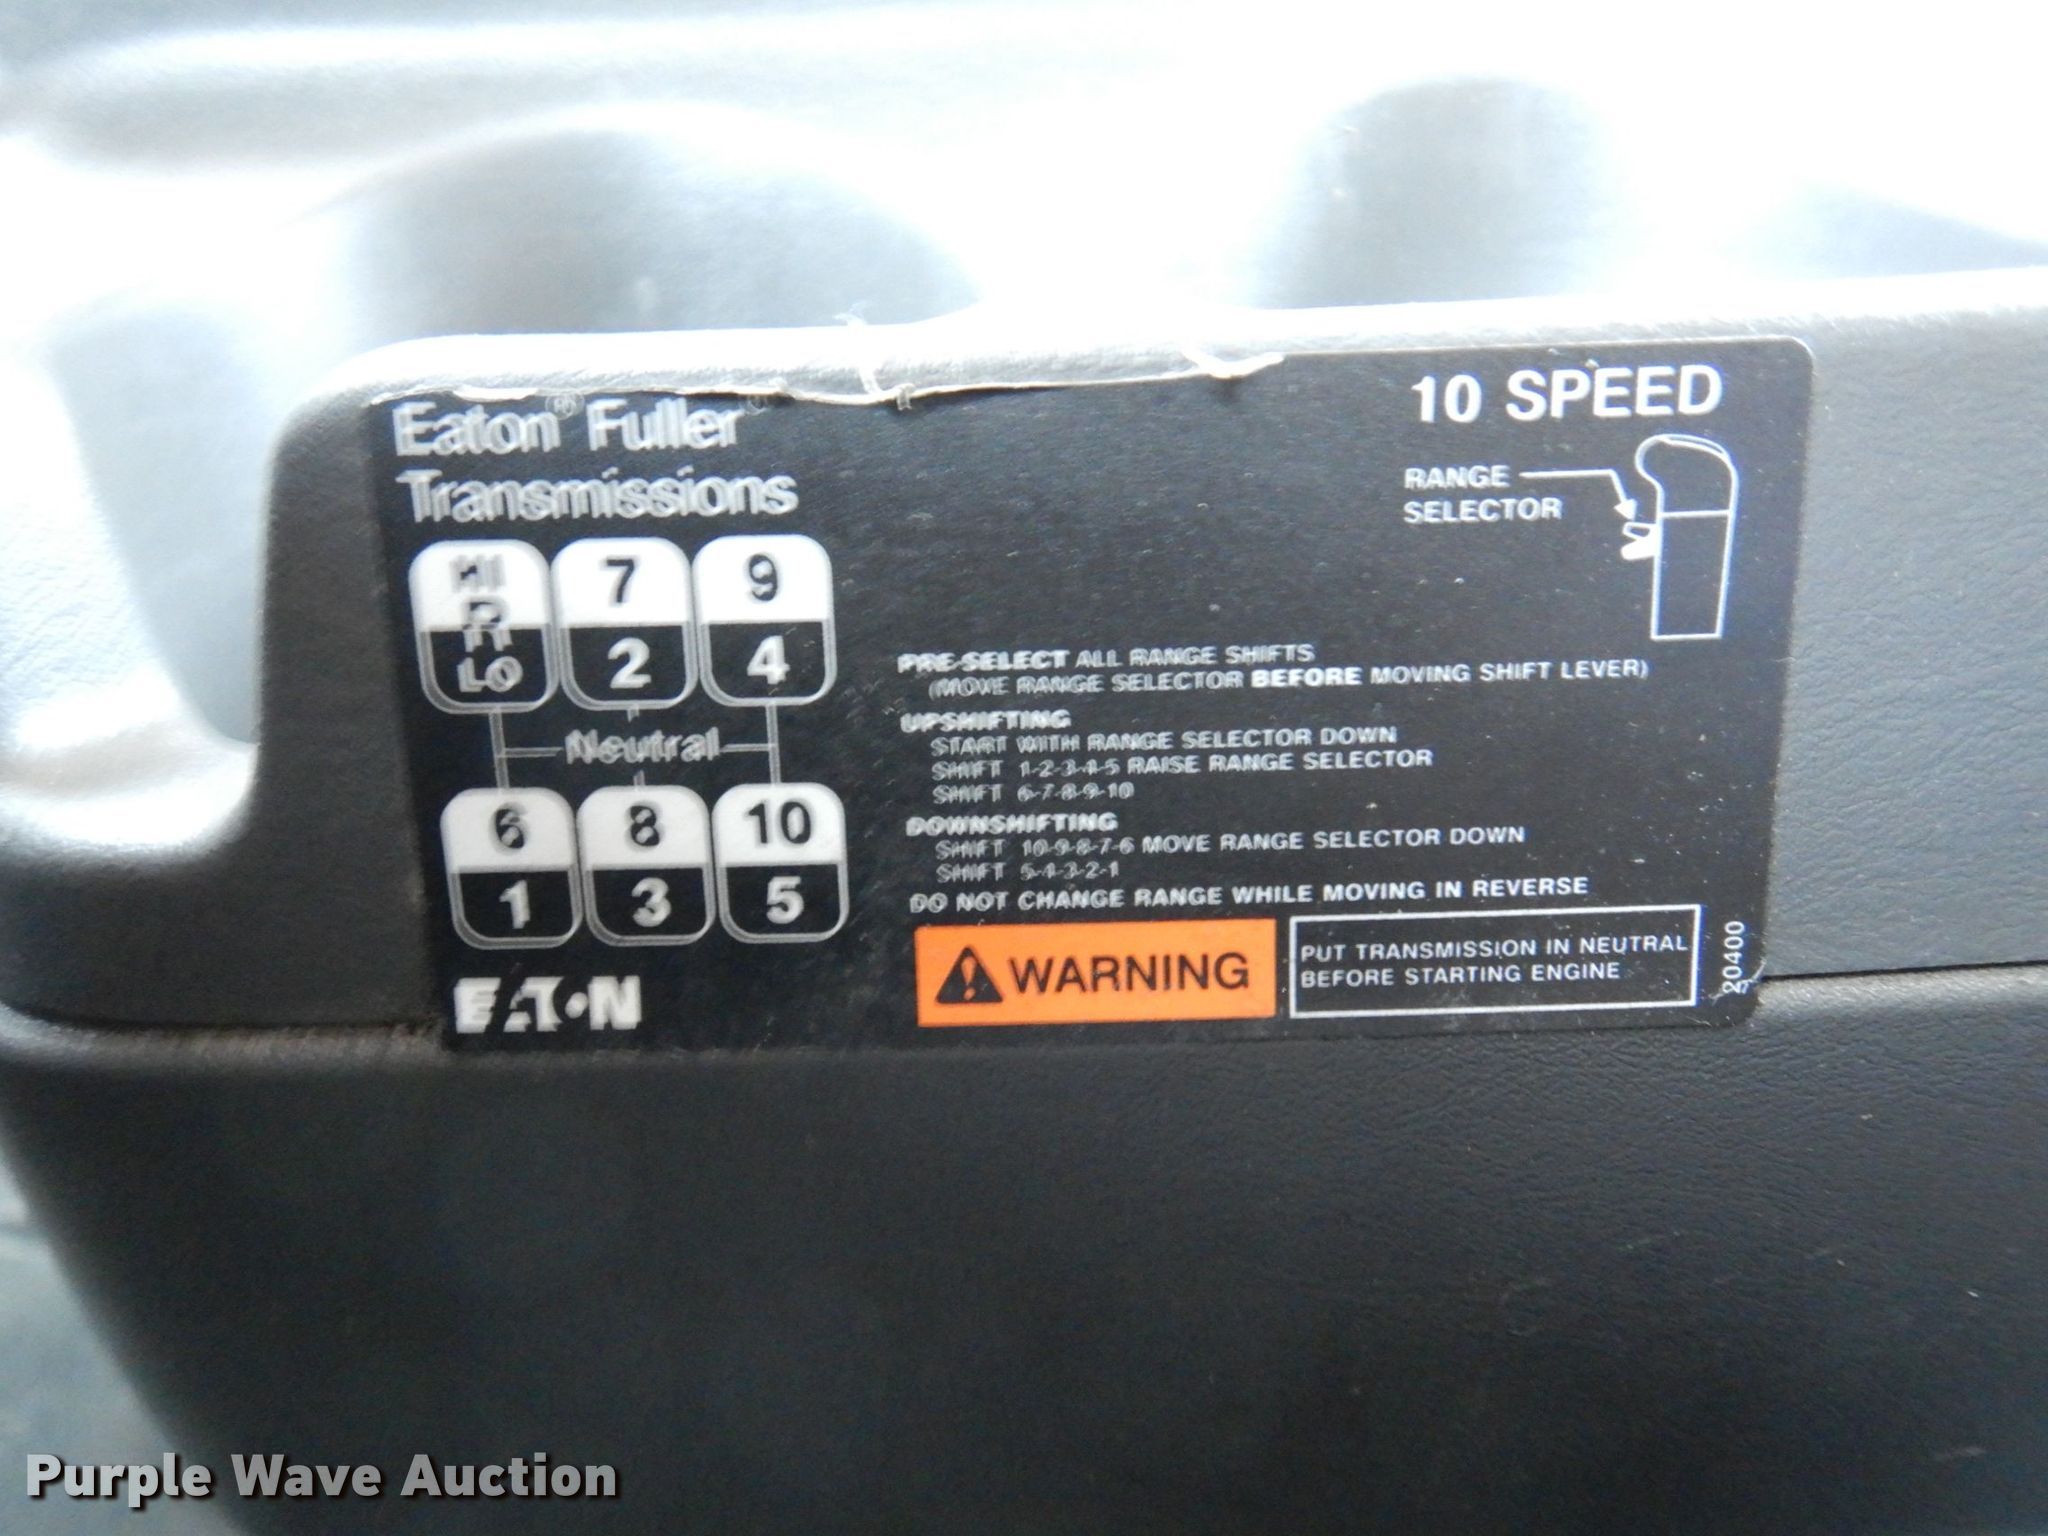 Eaton® Fuller®
Transmissions
10 SPEED
RANGE
SELECTOR
HI 7 9
R 2 4
LO
Neutral
6 8 10
1 3 5
EATON
PRE-SELECT ALL RANGE SHIFTS
(MOVE RANGE SELECTOR BEFORE MOVING SHIFT LEVER)
UPSHIFTING
START WITH RANGE SELECTOR DOWN
SHIFT 1-2-3-4-5 RAISE RANGE SELECTOR
SHIFT 6-7-8-9-10
DOWNSHIFTING
SHIFT 10-9-8-7-6 MOVE RANGE SELECTOR DOWN
SHIFT 5-4-3-2-1
DO NOT CHANGE RANGE WHILE MOVING IN REVERSE
WARNING
PUT TRANSMISSION IN NEUTRAL
BEFORE STARTING ENGINE
20400
Purple Wave Auction